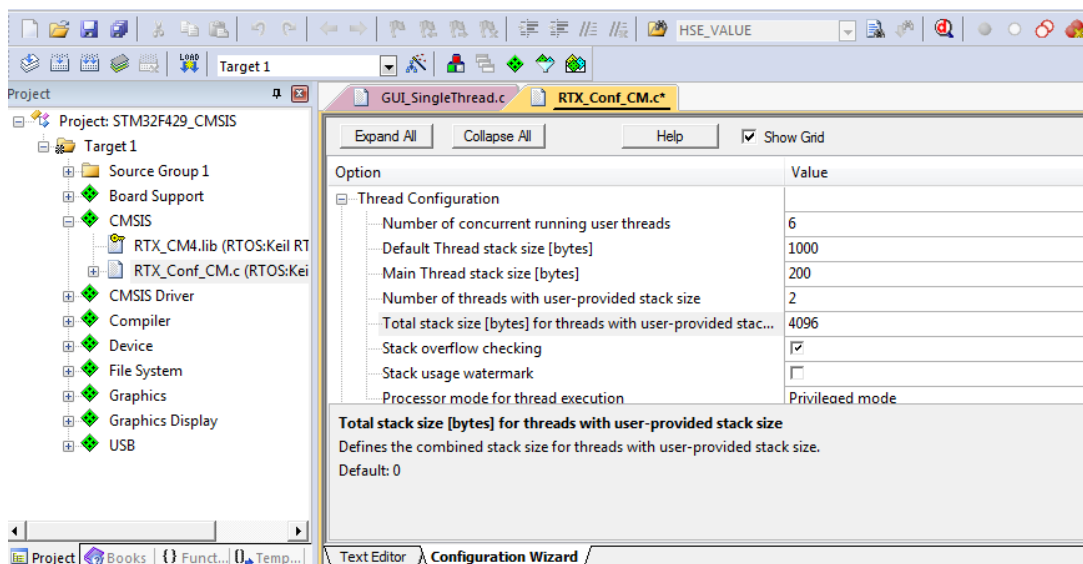 HSE_VALUE
LOAD
Target 1
Project
GUI_SingleThread.c
RTX_Conf_CM.c*
Project: STM32F429_CMSIS
Target 1
Source Group 1
Board Support
CMSIS
RTX_CM4.lib (RTOS:Keil RT
RTX_Conf_CM.c (RTOS:Kei
CMSIS Driver
Compiler
Device
File System
Graphics
Graphics Display
USB
Project Books {} Funct... 0 Temp...
Expand All Collapse All Help Show Grid
Option Value
Thread Configuration
Number of concurrent running user threads 6
Default Thread stack size [bytes] 1000
Main Thread stack size [bytes] 200
Number of threads with user-provided stack size 2
Total stack size [bytes] for threads with user-provided stac... 4096
Stack overflow checking
Stack usage watermark
Processor mode for thread execution Privileged mode
Total stack size [bytes] for threads with user-provided stack size
Defines the combined stack size for threads with user-provided stack size.
Default: 0
Text Editor Configuration Wizard